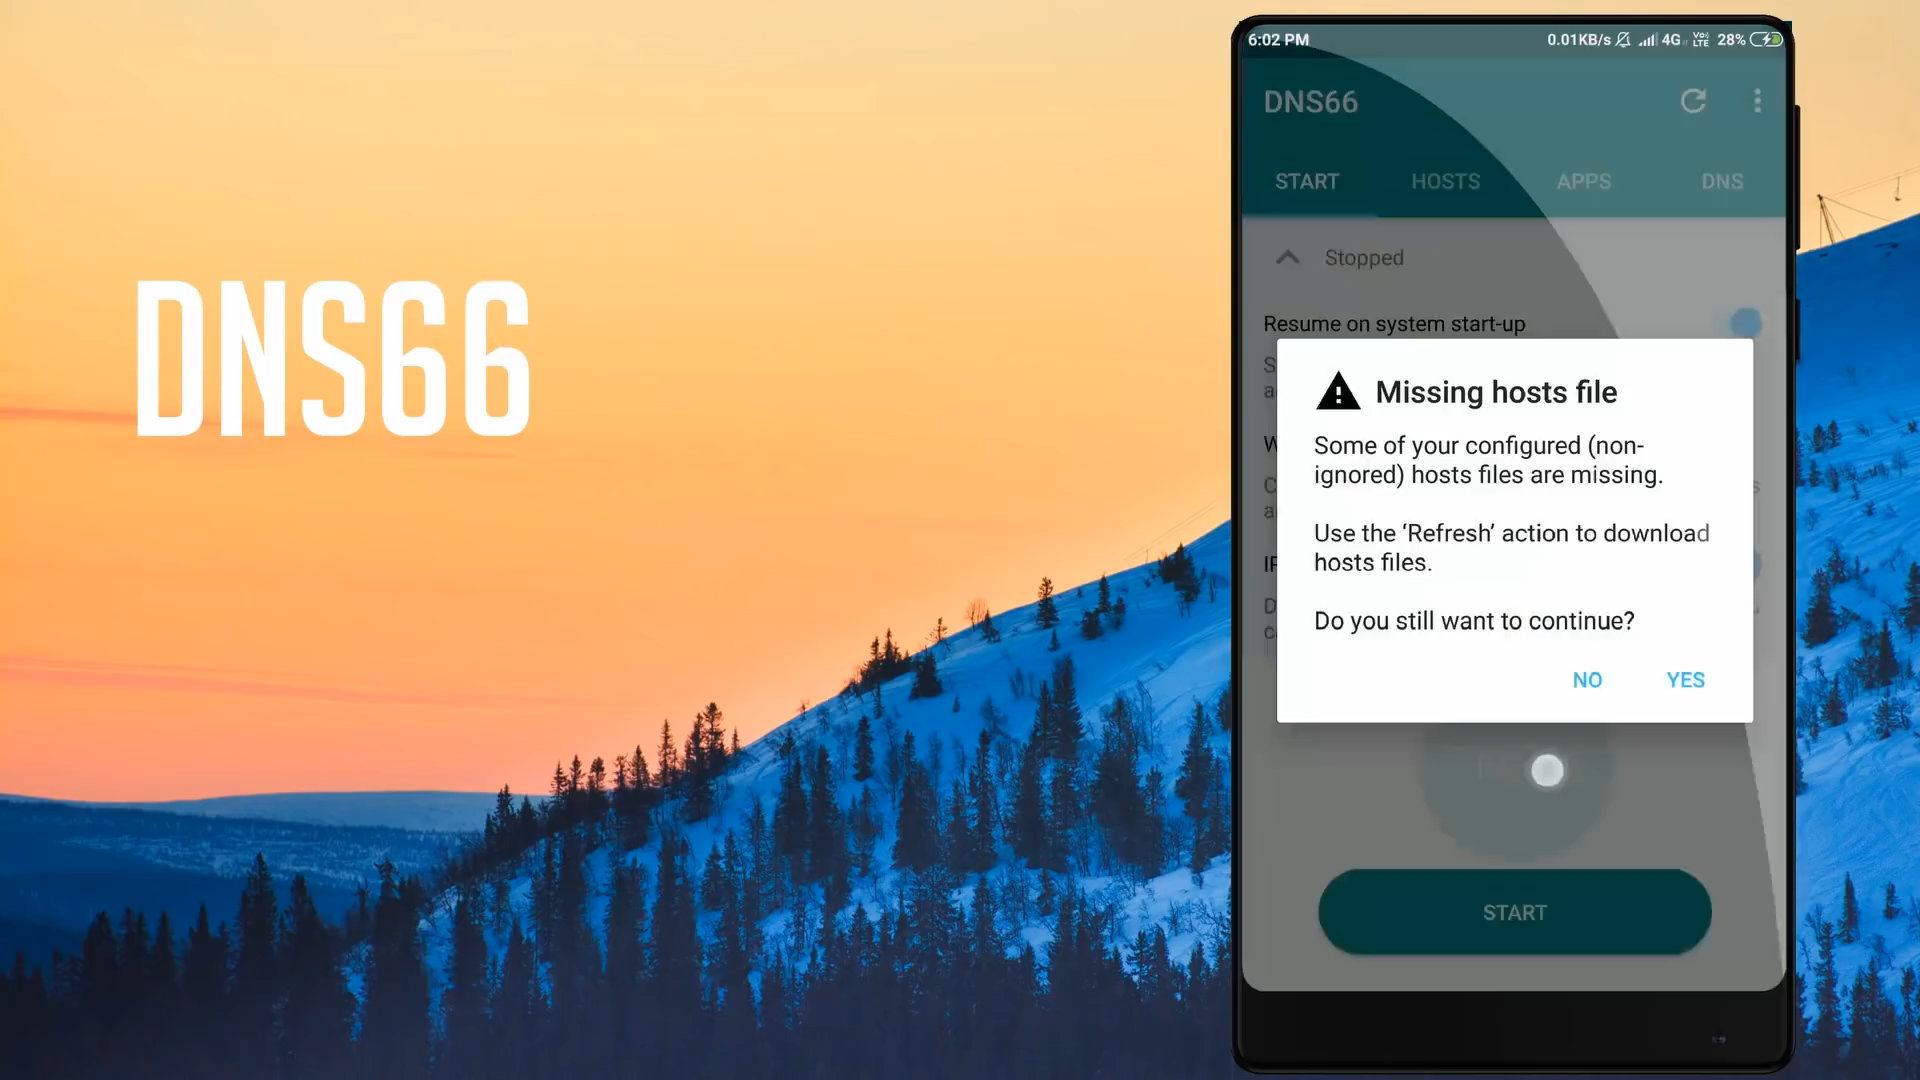 DNS66
6:02 PM
0.01KB/s 4G VoLTE 28%
DNS66
START HOSTS APPS DNS
Stopped
Resume on system start-up
Missing hosts file
Some of your configured (non-
ignored) hosts files are missing.
Use the ‘Refresh’ action to download
hosts files.
Do you still want to continue?
NO YES
START